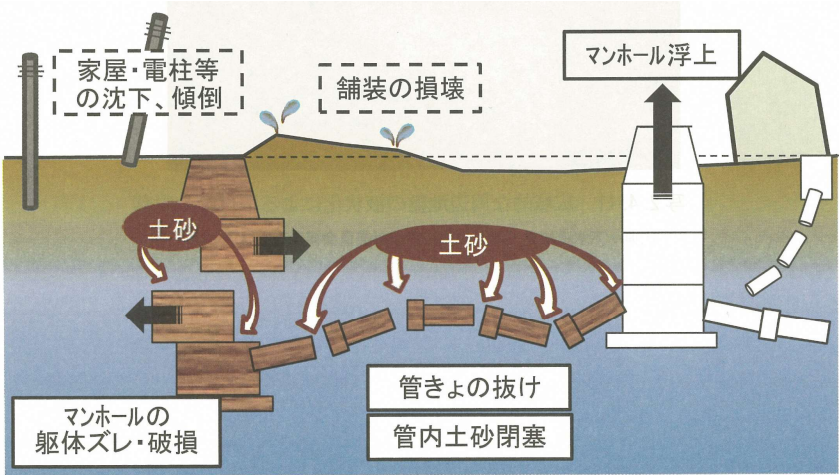 家屋・電柱等
の沈下、傾倒
舗装の損壊
マンホール浮上
土砂
土砂
管きょの抜け
管内土砂閉塞
マンホールの
躯体ズレ・破損